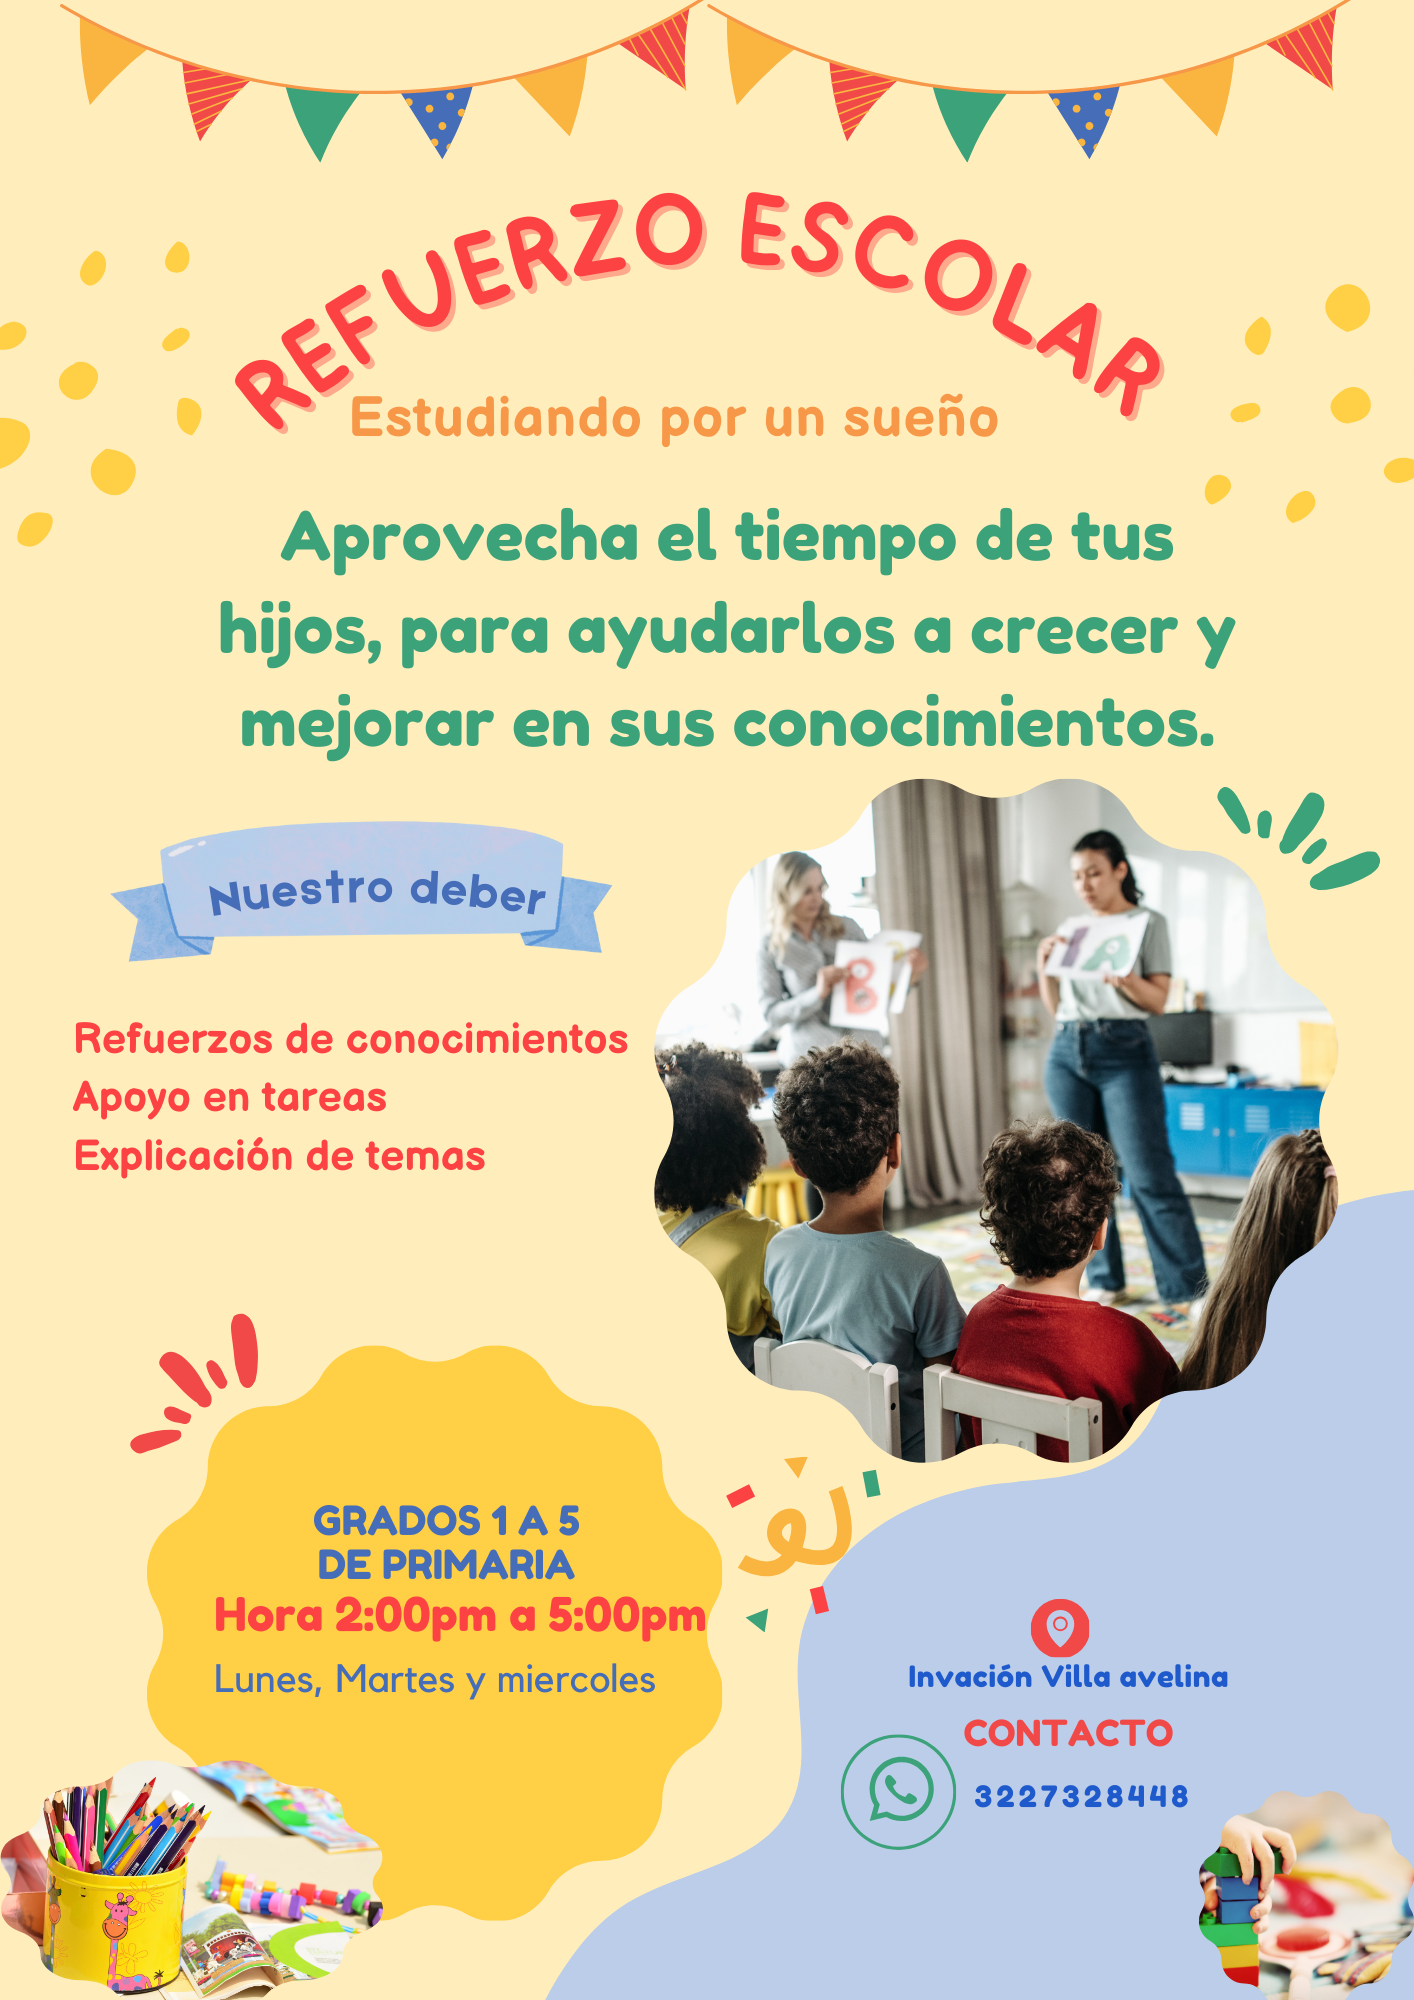 REFUERZO ESCOLAR
Estudiando por un sueño
Aprovecha el tiempo de tus
hijos, para ayudarlos a crecer y
mejorar en sus conocimientos.
Nuestro deber
B
A
Refuerzos de conocimientos
Apoyo en tareas
Explicación de temas
GRADOS 1 A 5
DE PRIMARIA
Hora 2:00pm a 5:00pm
Lunes, Martes y miercoles
Invación Villa avelina
CONTACTO
3227328448